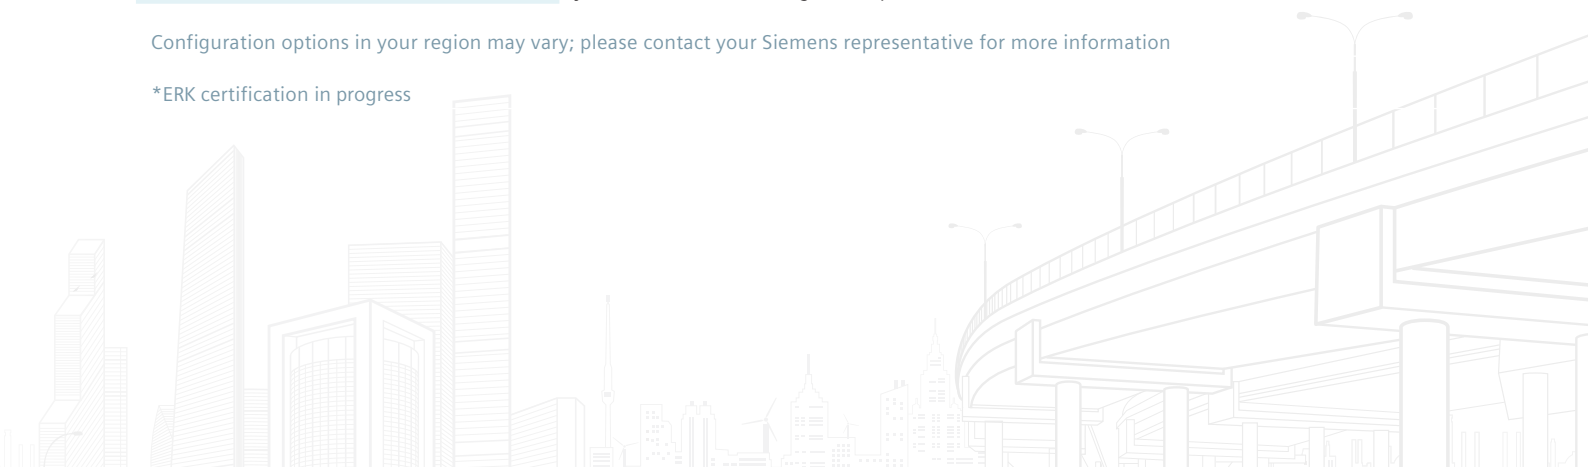 Configuration options in your region may vary; please contact your Siemens representative for more information
*ERK certification in progress